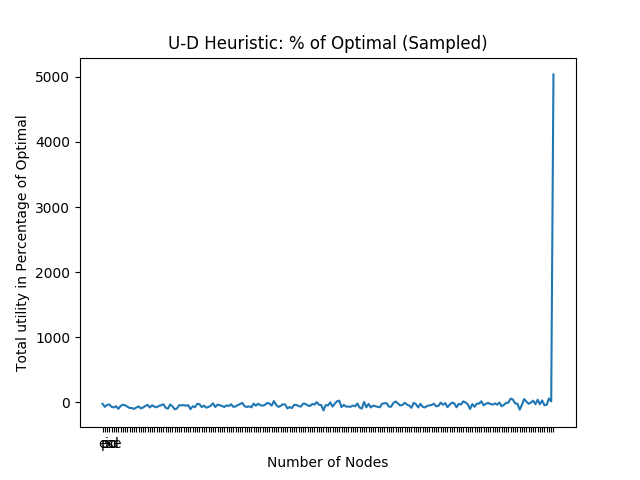 U-D Heuristic: % of Optimal (Sampled)
5000
4000
3000
2000
1000
0
Total utility in Percentage of Optimal
Number of Nodes